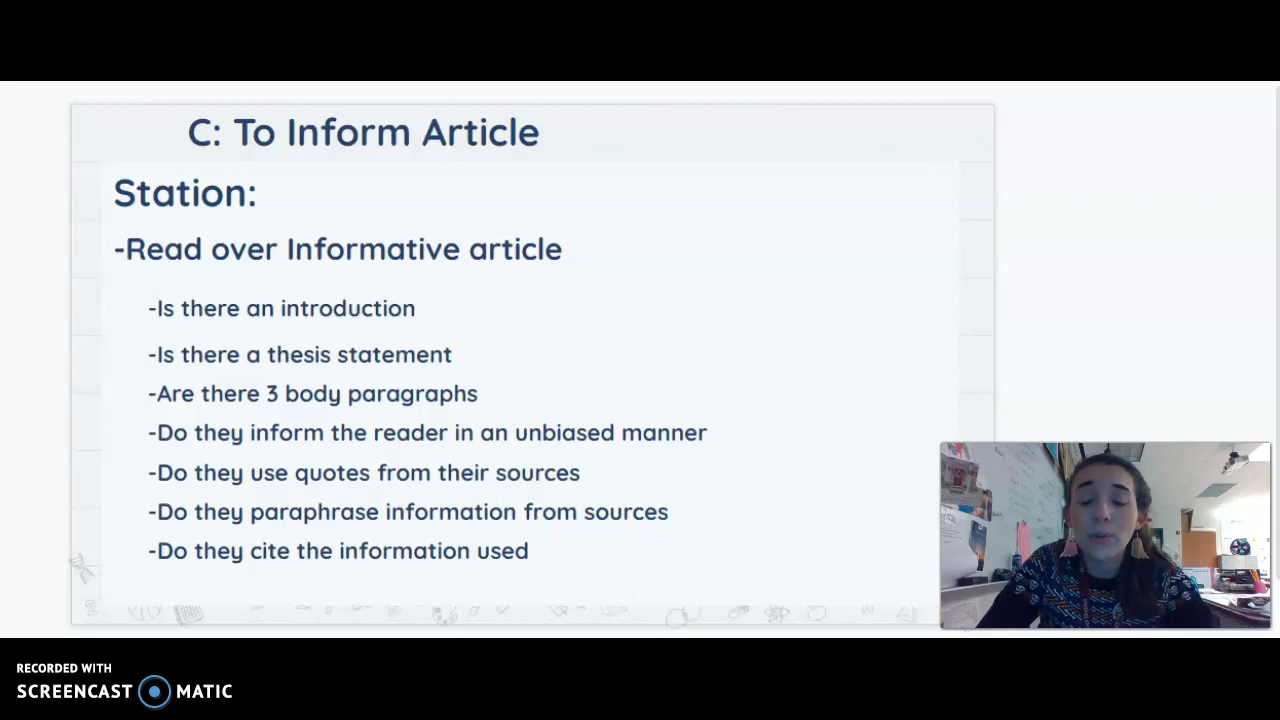 C: To Inform Article
Station:
-Read over Informative article
-Is there an introduction
-Is there a thesis statement
-Are there 3 body paragraphs
-Do they inform the reader in an unbiased manner
-Do they use quotes from their sources
-Do they paraphrase information from sources
-Do they cite the information used
RECORDED WITH
SCREENCAST MATIC